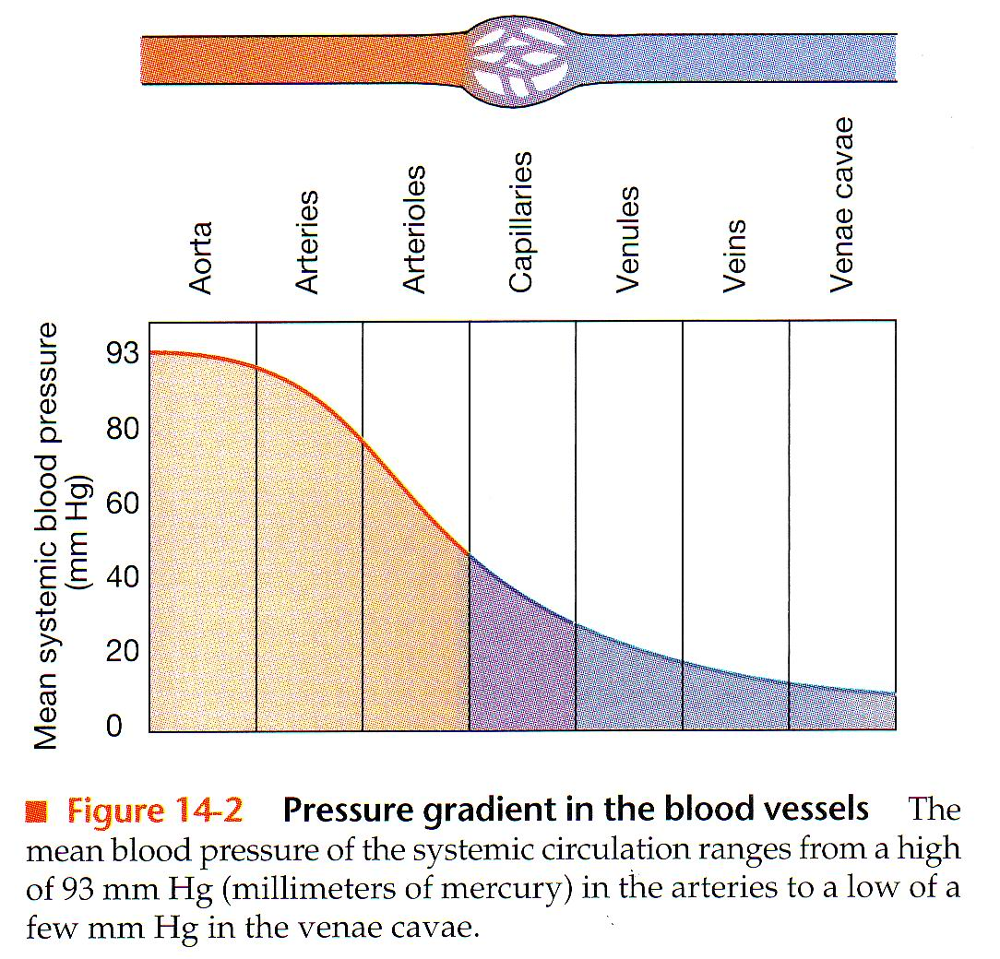 Aorta
Arteries
Arterioles
Capillaries
Venules
Veins
Venae cavae
Mean systemic blood pressure
(mm Hg)
93
80
60
40
20
0
Figure 14-2 Pressure gradient in the blood vessels The
mean blood pressure of the systemic circulation ranges from a high
of 93 mm Hg (millimeters of mercury) in the arteries to a low of a
few mm Hg in the venae cavae.